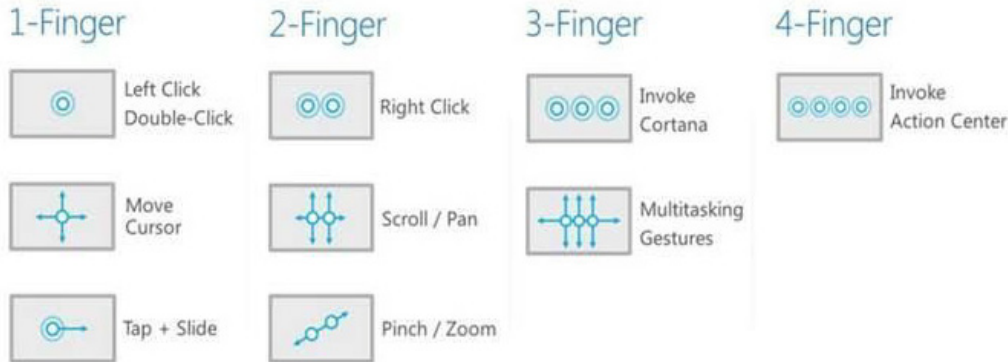 1-Finger
2-Finger
3-Finger
4-Finger
Left Click
Double-Click
Right Click
Invoke
Cortana
Invoke
Action Center
Move
Cursor
Scroll / Pan
Multitasking
Gestures
Tap + Slide
Pinch / Zoom